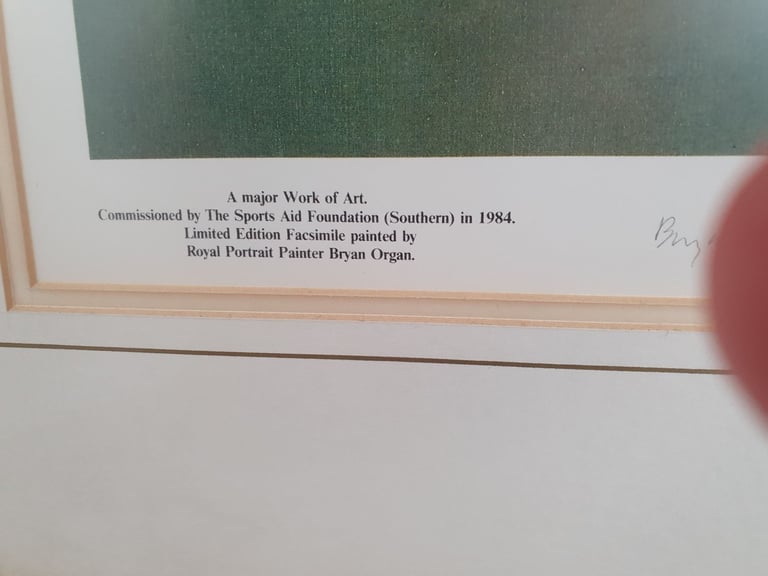 A major Work of Art.
Commissioned by The Sports Aid Foundation (Southern) in 1984.
Limited Edition Facsimile painted by
Royal Portrait Painter Bryan Organ.